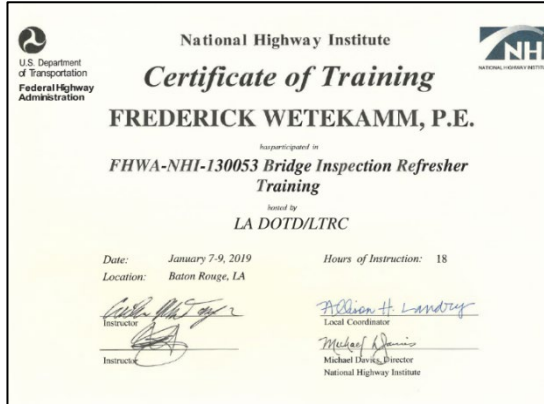 U.S. Department
of Transportation
Federal Highway
Administration
National Highway Institute
NHI
NATIONAL HIGHWAY INSTITUTE
Certificate of Training
FREDERICK WETEKAMM, P.E.
has participated in
FHWA-NHI-130053 Bridge Inspection Refresher
Training
hosted by
LA DOTD/LTRC
Date: January 7-9, 2019
Hours of Instruction: 18
Location: Baton Rouge, LA
Instructor
Allison H. Landry
Local Coordinator
Instructor
Michael Davies
Michael Davies, Director
National Highway Institute